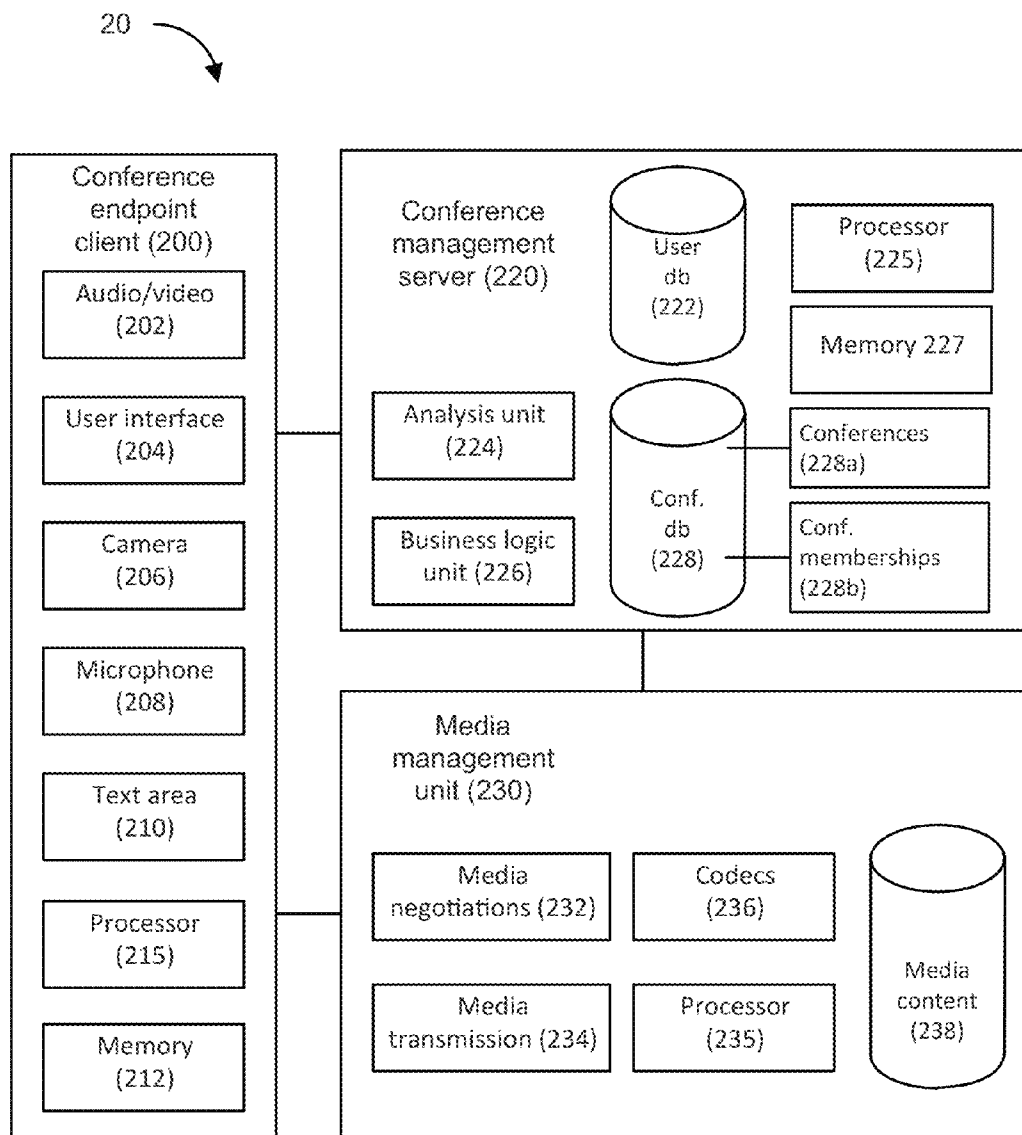 20
Conference
endpoint
client (200)
Audio/video
(202)
User interface
(204)
Camera
(206)
Microphone
(208)
Text area
(210)
Processor
(215)
Memory
(212)
Conference
management
server (220)
User
db
(222)
Processor
(225)
Memory 227
Analysis unit
(224)
Business logic
unit (226)
Conf.
db
(228)
Conferences
(228a)
Conf.
memberships
(228b)
Media
management
unit (230)
Media
negotiations (232)
Codecs
(236)
Media
transmission (234)
Processor
(235)
Media
content
(238)